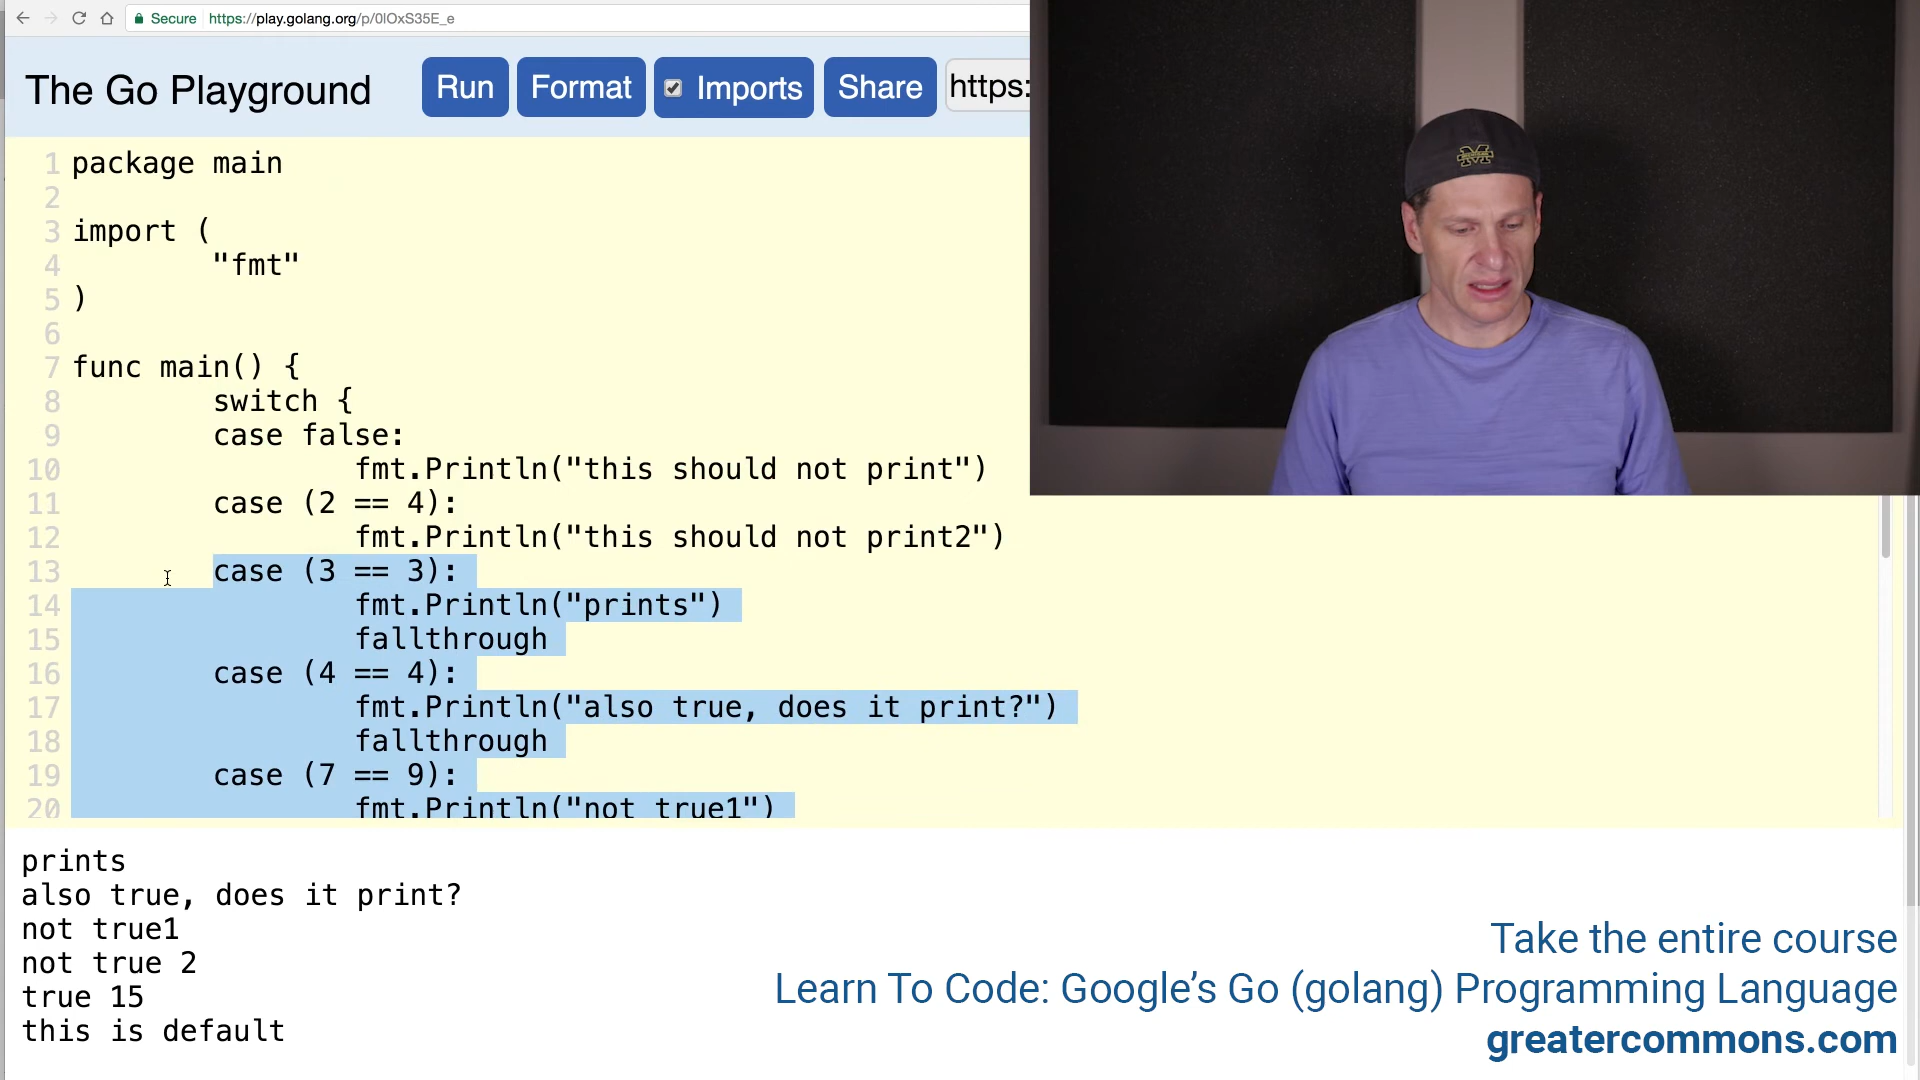 Secure https://play.golang.org/p/0lOxS35E_e
The Go Playground
Run
Format
Imports
Share
https:
1 package main
2
3 import (
4 "fmt"
5 )
6
7 func main() {
8 switch {
9 case false:
10 fmt.Println("this should not print")
11 case (2 == 4):
12 fmt.Println("this should not print2")
13 case (3 == 3):
14 fmt.Println("prints")
15 fallthrough
16 case (4 == 4):
17 fmt.Println("also true, does it print?")
18 fallthrough
19 case (7 == 9):
20 fmt.Println("not true1")
prints
also true, does it print?
not true1
not true 2
true 15
this is default
Take the entire course
Learn To Code: Google's Go (golang) Programming Language
greatercommons.com
M